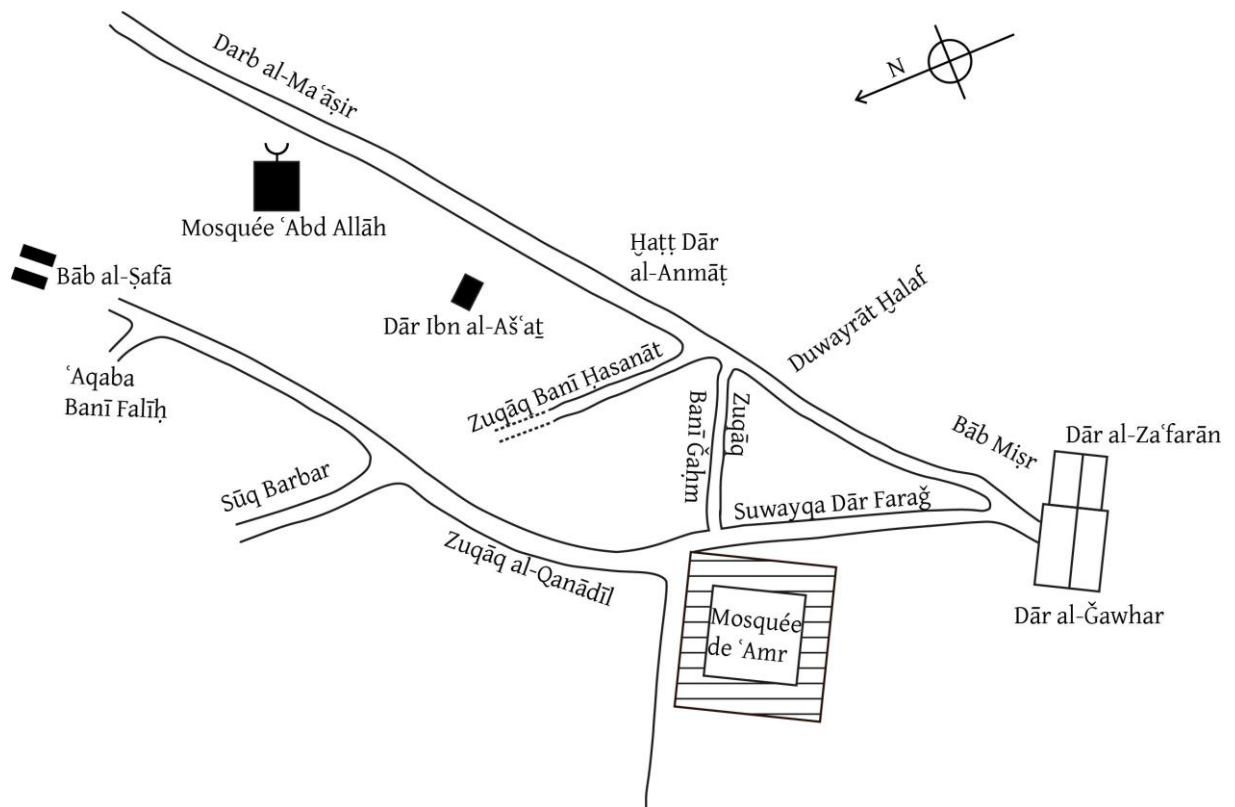 Darb al-Maʿāṣir
N
Mosquée ʿAbd Allāh
Bāb al-Ṣafā
Dār Ibn al-Ašʿaṯ
Ḫaṭṭ Dār
al-Anmāṭ
Duwayrāt Ḫalaf
ʿAqaba
Banī Falīḥ
Zuqāq Banī Ḥasanāt
Zuqāq
Banī Ǧaḥm
Bāb Miṣr
Dār al-Zaʿfarān
Sūq Barbar
Suwayqa Dār Faraǧ
Zuqāq al-Qanādīl
Mosquée
de ʿAmr
Dār al-Ǧawhar